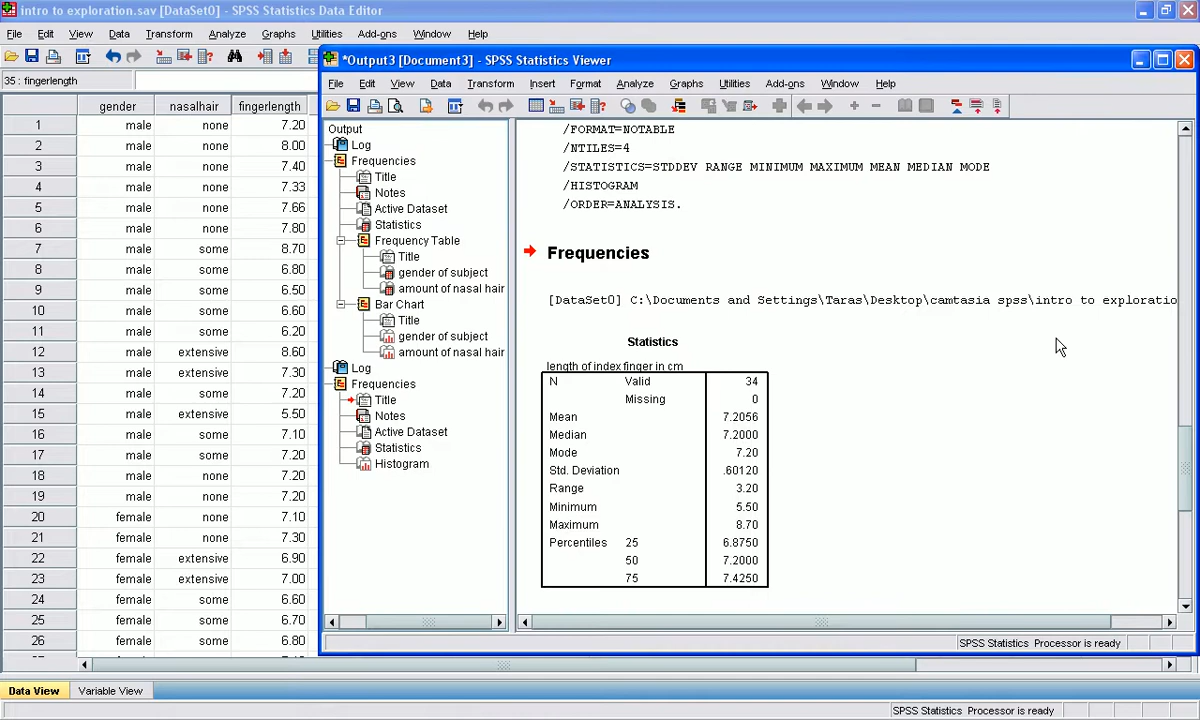 intro to exploration.sav [DataSet0] - SPSS Statistics Data Editor
File Edit View Data Transform Analyze Graphs Utilities Add-ons Window Help
35 : fingerlength
gender nasalhair fingerlength
1 male none 7.20
2 male none 8.00
3 male none 7.40
4 male none 7.33
5 male none 7.66
6 male none 7.80
7 male some 8.70
8 male some 6.80
9 male some 6.50
10 male some 6.60
11 male some 6.20
12 male extensive 8.60
13 male extensive 7.30
14 male some 7.20
15 male extensive 5.50
16 male some 7.10
17 male some 7.20
18 male none 7.20
19 male none 7.20
20 female none 7.10
21 female none 7.30
22 female extensive 6.90
23 female extensive 7.00
24 female some 6.60
25 female some 6.70
26 female some 6.80
Data View Variable View
SPSS Statistics Processor is ready
*Output3 [Document3] - SPSS Statistics Viewer
File Edit View Data Transform Insert Format Analyze Graphs Utilities Add-ons Window Help
Output
Log
Frequencies
Title
Notes
Active Dataset
Statistics
Frequency Table
Title
gender of subject
amount of nasal hair
Bar Chart
Title
gender of subject
amount of nasal hair
Log
Frequencies
Title
Notes
Active Dataset
Statistics
Histogram
/FORMAT=NOTABLE
/NTILES=4
/STATISTICS=STDDEV RANGE MINIMUM MAXIMUM MEAN MEDIAN MODE
/HISTOGRAM
/ORDER=ANALYSIS.
Frequencies
[DataSet0] C:\Documents and Settings\Taras\Desktop\camtasia spss\intro to exploratio
Statistics
length of index finger in cm
N Valid 34
Missing 0
Mean 7.2056
Median 7.2000
Mode 7.20
Std. Deviation .60120
Range 3.20
Minimum 5.50
Maximum 8.70
Percentiles 25 6.8750
50 7.2000
75 7.4250
SPSS Statistics Processor is ready